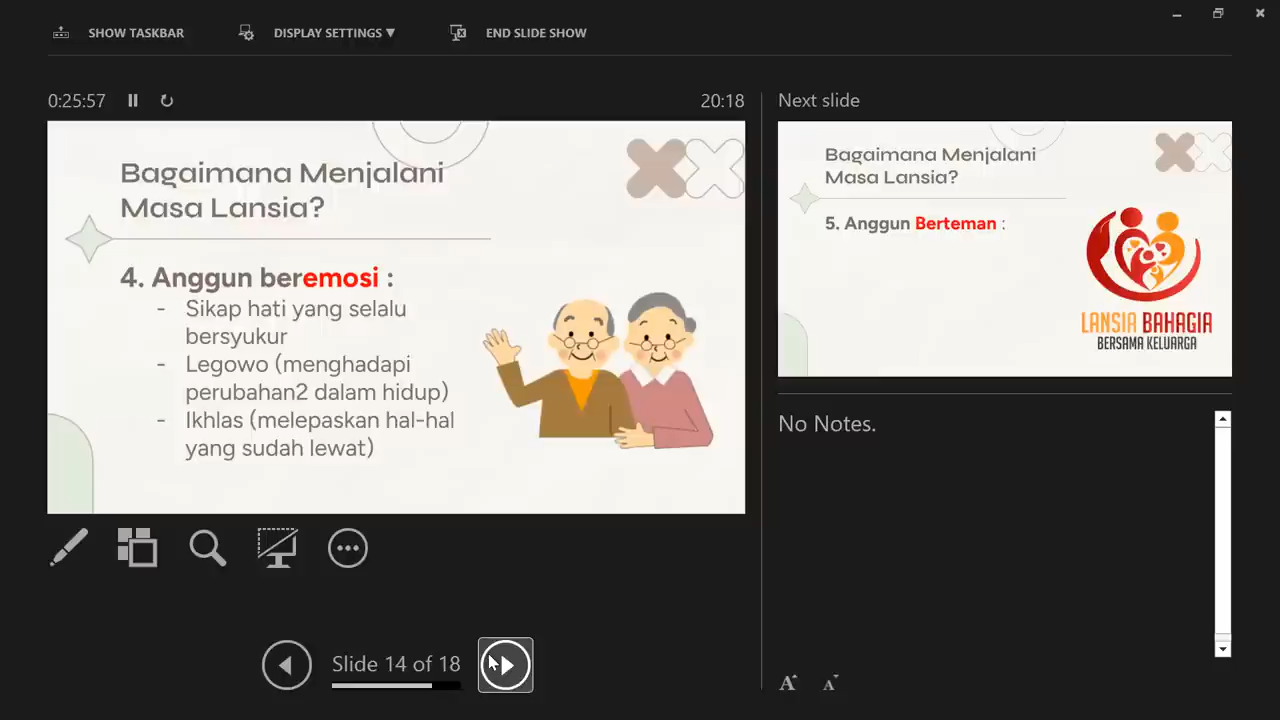 SHOW TASKBAR
DISPLAY SETTINGS ▼
END SLIDE SHOW
0:25:57
20:18
Bagaimana Menjalani
Masa Lansia?
4. Anggun beremosi :
- Sikap hati yang selalu
bersyukur
- Legowo (menghadapi
perubahan2 dalam hidup)
- Ikhlas (melepaskan hal-hal
yang sudah lewat)
Slide 14 of 18
Next slide
Bagaimana Menjalani
Masa Lansia?
5. Anggun Berteman :
LANSIA BAHAGIA
BERSAMA KELUARGA
No Notes.
A A